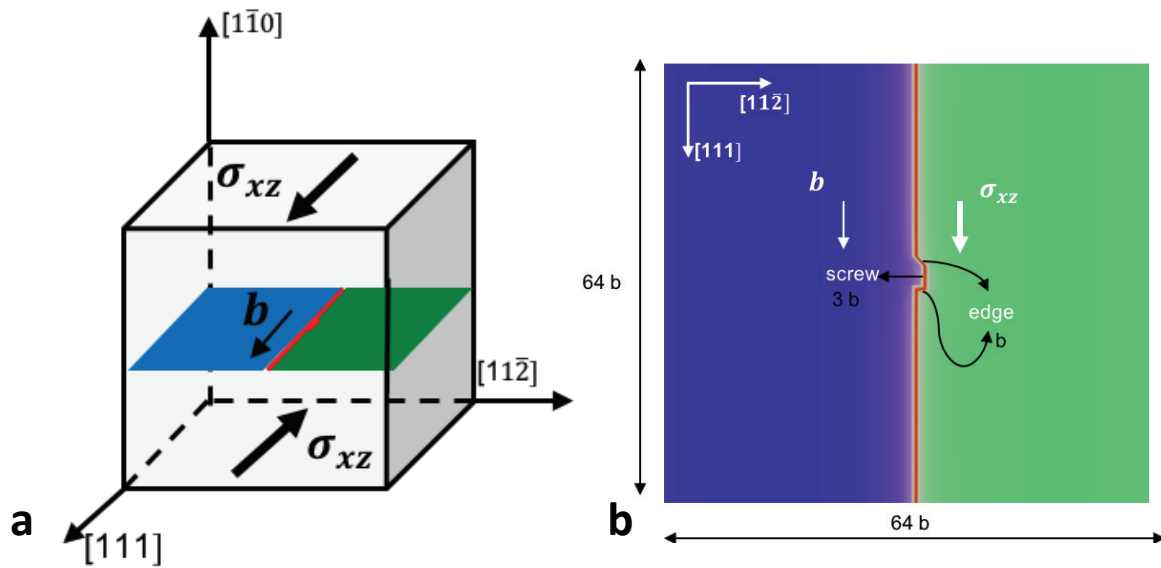 [11̅0]
σxz
b
[112̅]
σxz
[111]
a
[112̅]
[111]
b
σxz
64 b
screw
3 b
edge
b
64 b
b